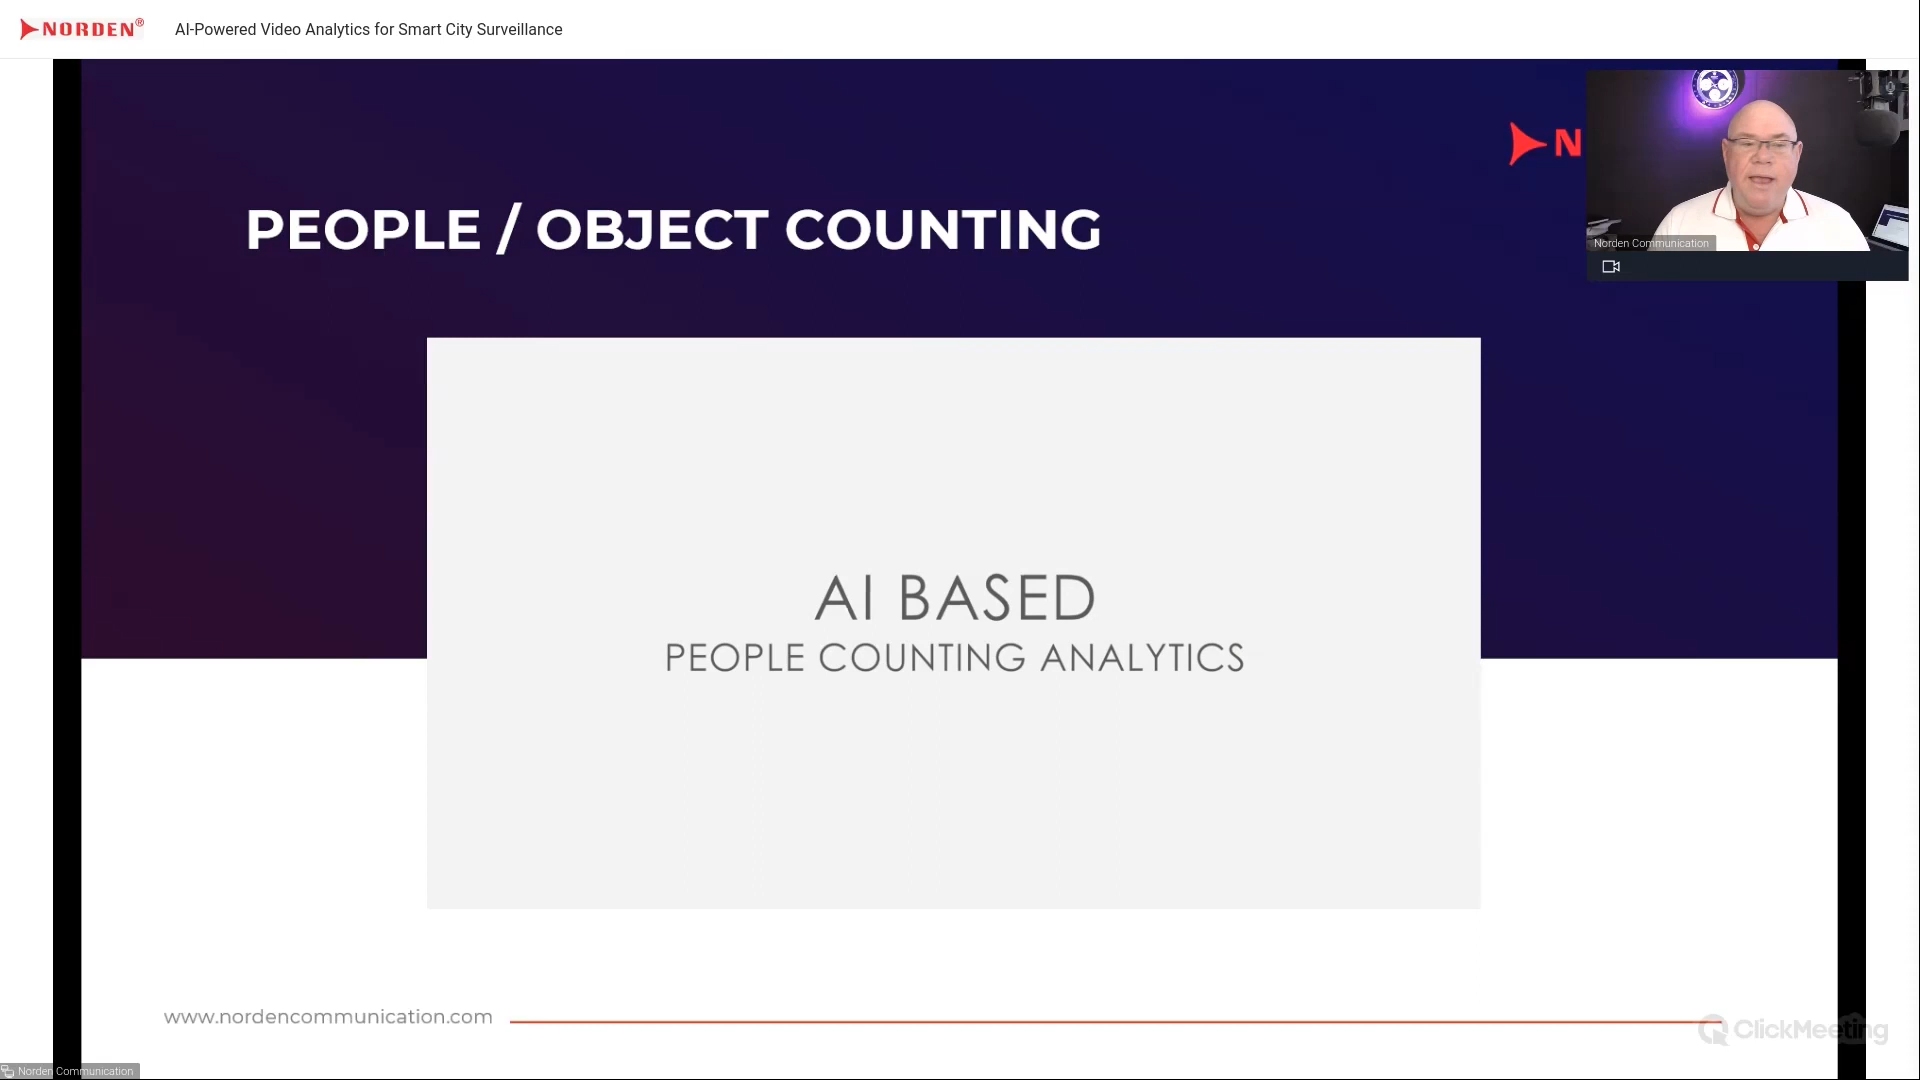 NORDEN®
AI-Powered Video Analytics for Smart City Surveillance
N
PEOPLE / OBJECT COUNTING
Norden Communication
AI BASED
PEOPLE COUNTING ANALYTICS
www.nordencommunication.com
ClickMeeting
Norden Communication